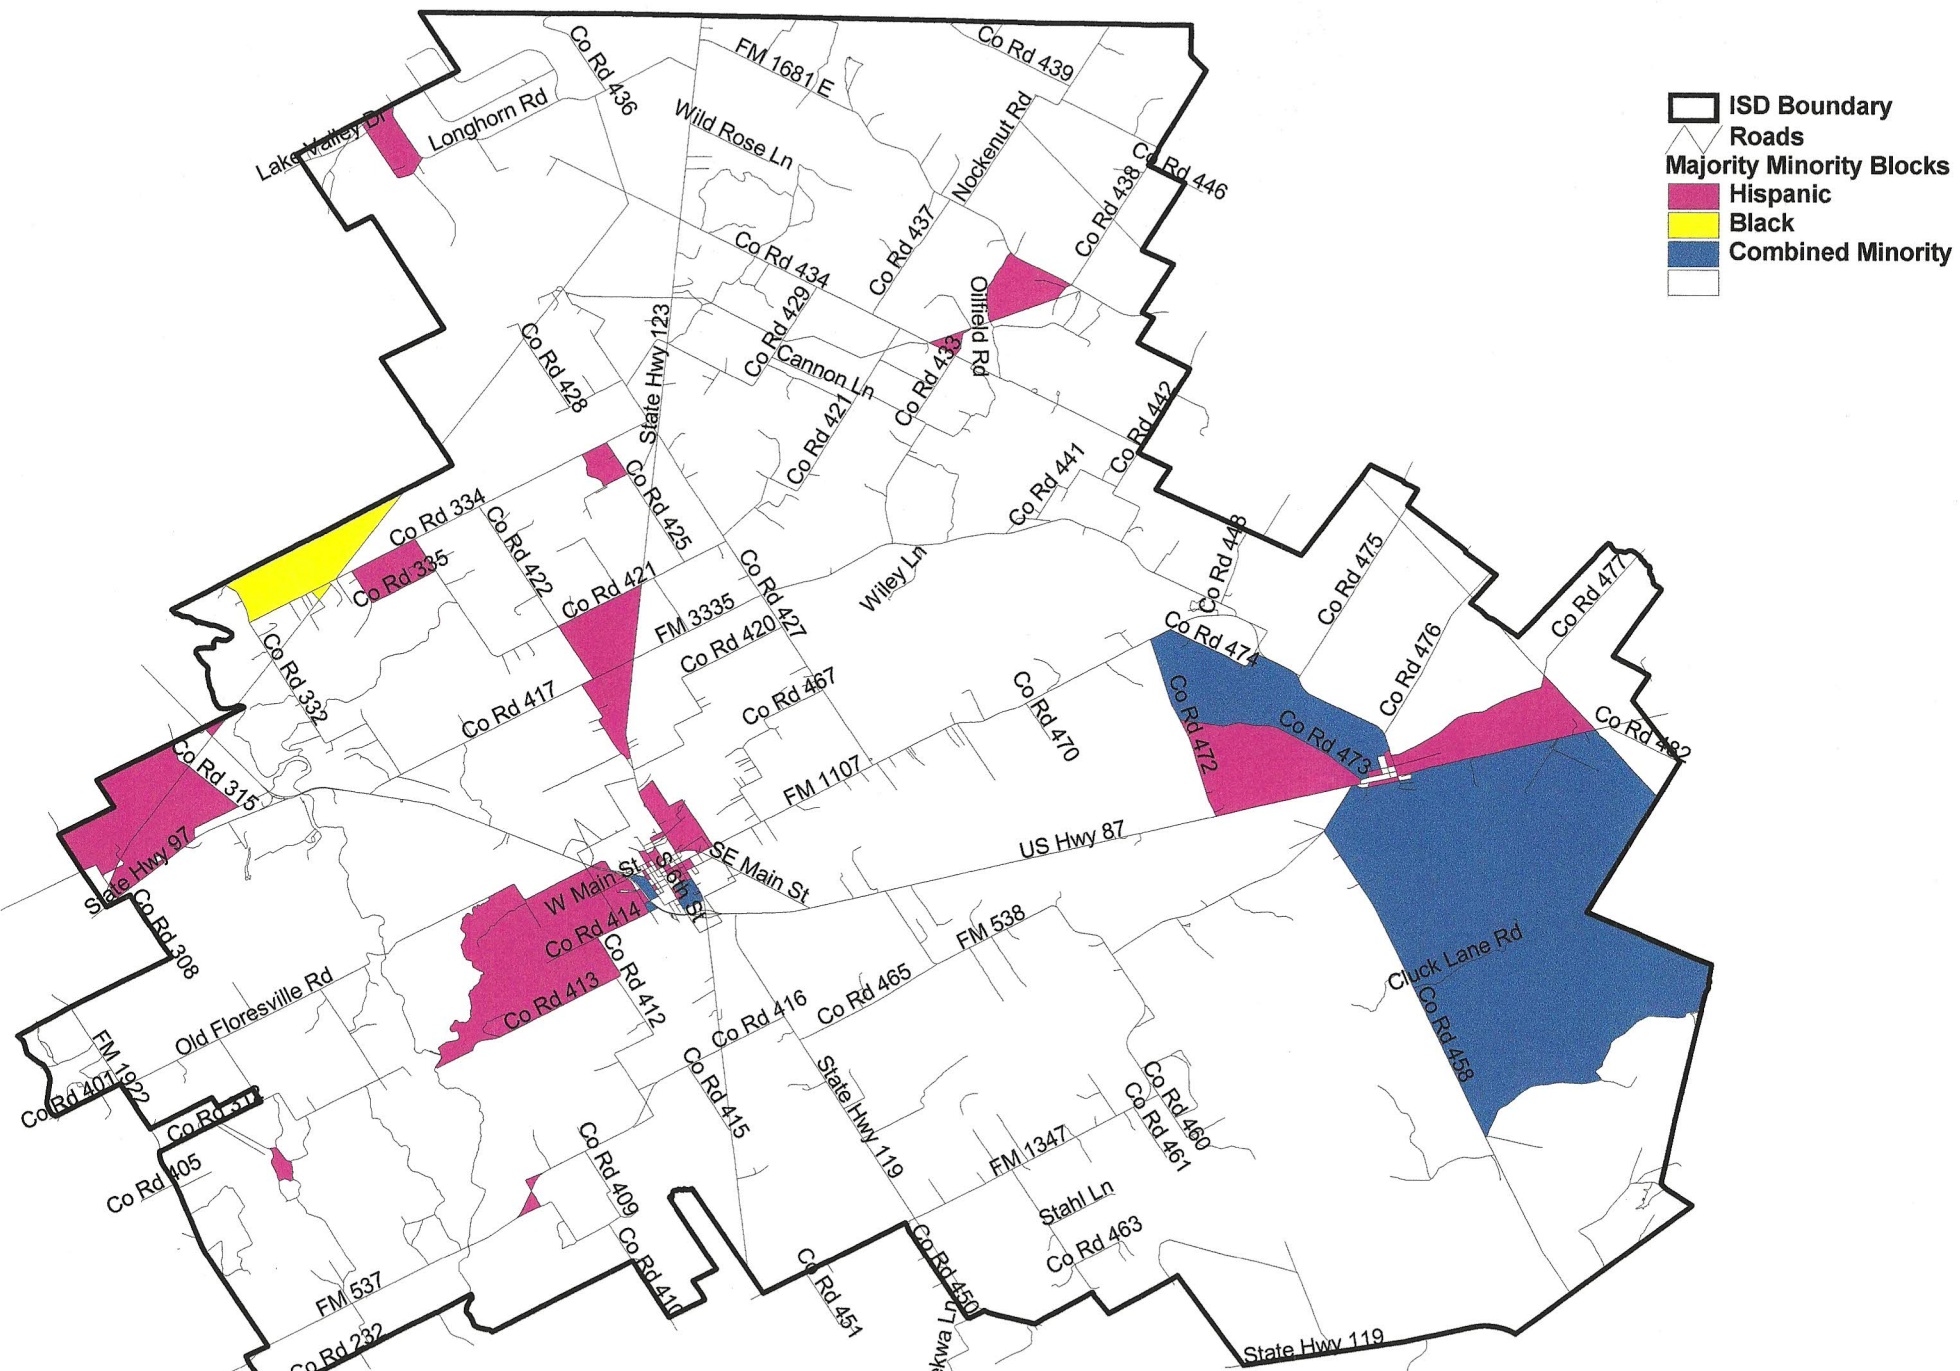 ISD Boundary
Roads
Majority Minority Blocks
Hispanic
Black
Combined Minority
Co Rd 436
FM 1681 E
Co Rd 439
Lake Valley Dr
Longhorn Rd
Wild Rose Ln
Nockenut Rd
Co Rd 446
Co Rd 438
Co Rd 437
Co Rd 434
Co Rd 429
Oilfield Rd
State Hwy 123
Co Rd 428
Cannon Ln
Co Rd 433
Co Rd 421
Co Rd 442
Co Rd 441
Co Rd 425
Co Rd 334
Co Rd 422
Co Rd 335
Co Rd 421
Co Rd 427
Wiley Ln
Co Rd 448
Co Rd 475
Co Rd 477
FM 3335
Co Rd 420
Co Rd 474
Co Rd 476
Co Rd 332
Co Rd 417
Co Rd 467
Co Rd 470
Co Rd 472
Co Rd 473
Co Rd 482
Co Rd 315
FM 1107
State Hwy 97
US Hwy 87
W Main St
S 6th St
SE Main St
Co Rd 414
Co Rd 308
FM 538
Cluck Lane Rd
Co Rd 412
Co Rd 413
Co Rd 465
Co Rd 416
Old Floresville Rd
Co Rd 458
FM 1922
Co Rd 401
Co Rd 312
Co Rd 415
State Hwy 119
Co Rd 460
Co Rd 461
FM 1347
Co Rd 405
Co Rd 409
Stahl Ln
Co Rd 463
Co Rd 410
Co Rd 450
Co Rd 451
FM 537
Co Rd 232
State Hwy 119